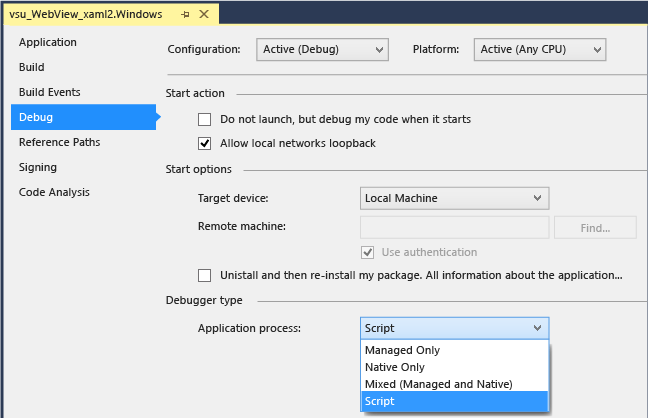 vsu_WebView_xaml2.Windows
Application
Build
Build Events
Debug
Reference Paths
Signing
Code Analysis
Configuration: Active (Debug) Platform: Active (Any CPU)
Start action
Do not launch, but debug my code when it starts
Allow local networks loopback
Start options
Target device: Local Machine
Remote machine: Find...
Use authentication
Unistall and then re-install my package. All information about the application...
Debugger type
Application process: Script
Managed Only
Native Only
Mixed (Managed and Native)
Script